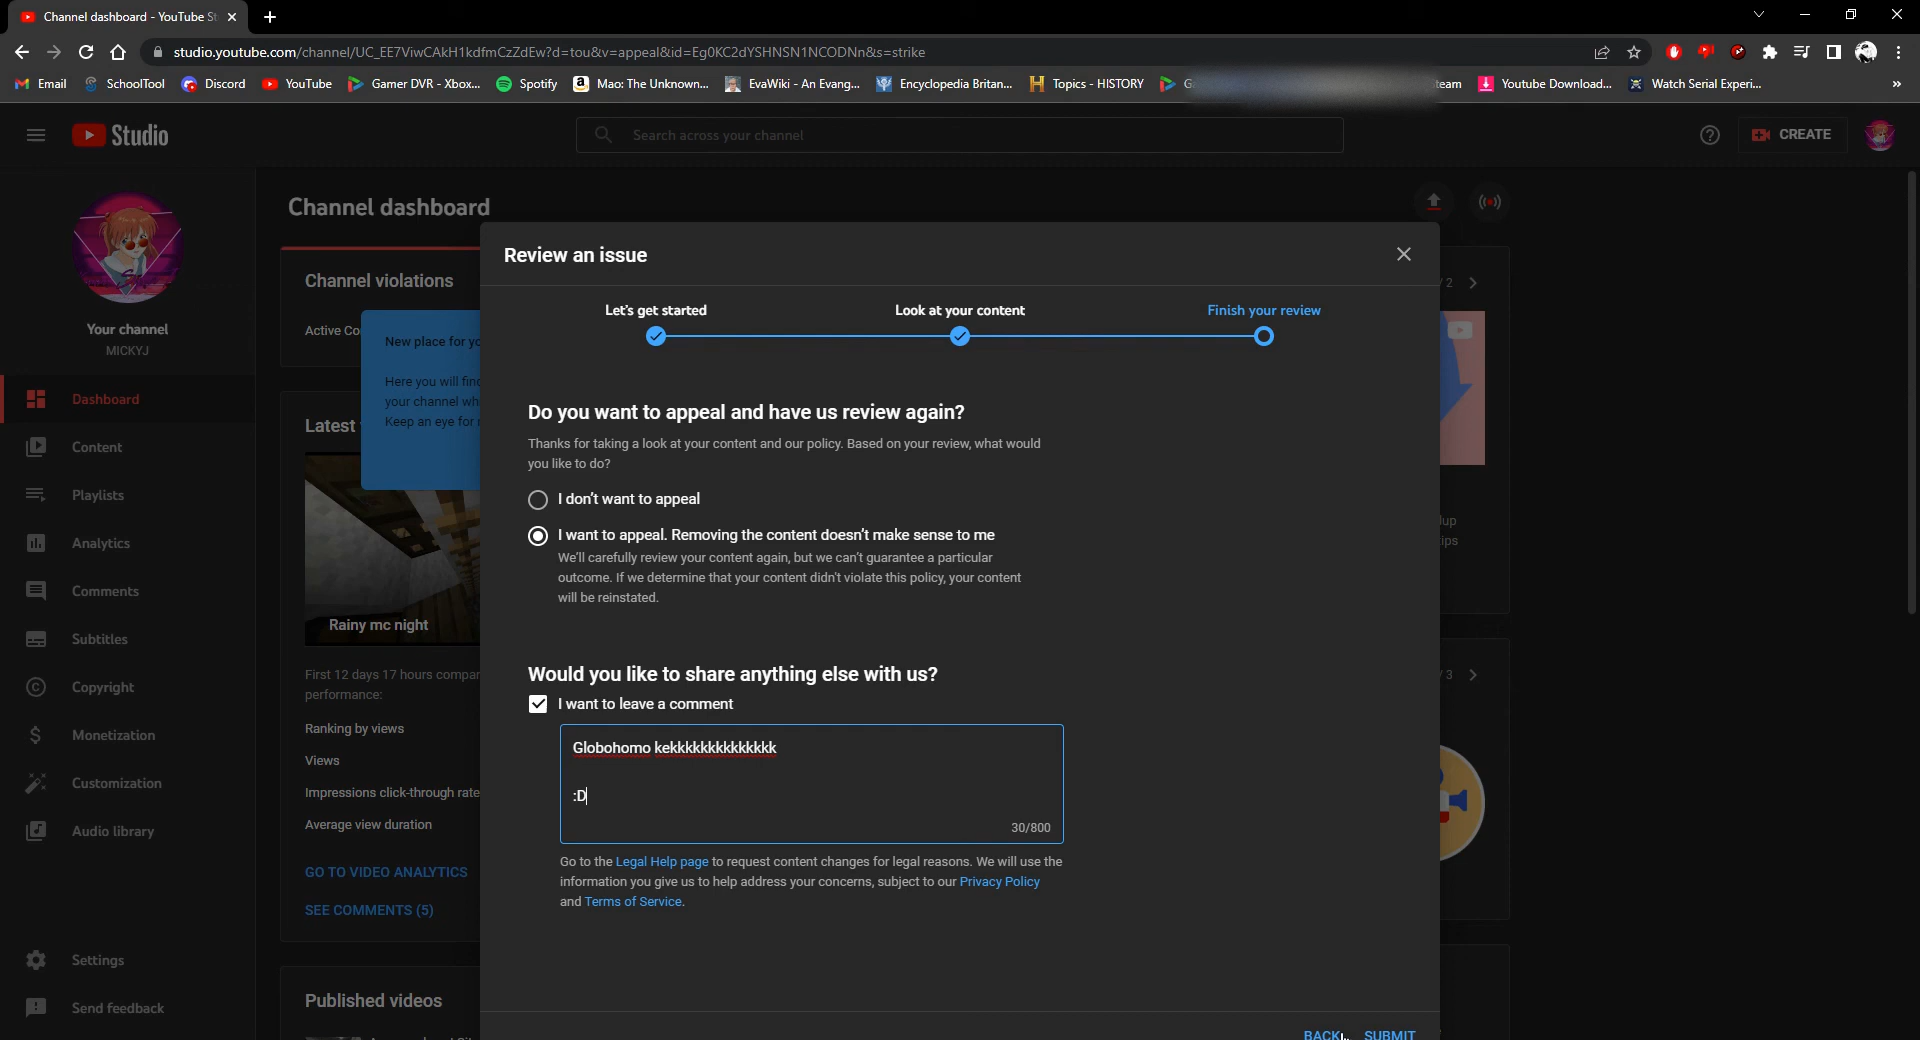 Channel dashboard - YouTube St
studio.youtube.com/channel/UC_EE7ViwCAkH1kdfmCzZdEw?d=tou&v=appeal&id=Eg0KC2dYSHNSN1NCODNn&s=strike
Email SchoolTool Discord YouTube Gamer DVR - Xbox... Spotify Mao: The Unknown... EvaWiki - An Evang... Encyclopedia Britan... Topics - HISTORY Youtube Download... Watch Serial Experi... »
Studio
Search across your channel
CREATE
Channel dashboard
Review an issue
Channel violations
Let's get started Look at your content Finish your review
Your channel
MICKYJ
Active Co
New place for yo
Here you will find
your channel wh
Keep an eye for
Dashboard
Content
Playlists
Analytics
Comments
Subtitles
Copyright
Monetization
Customization
Audio library
Settings
Send feedback
Latest
Rainy mc night
First 12 days 17 hours compar
performance:
Ranking by views
Views
Impressions click-through rate
Average view duration
GO TO VIDEO ANALYTICS
SEE COMMENTS (5)
Published videos
Do you want to appeal and have us review again?
Thanks for taking a look at your content and our policy. Based on your review, what would
you like to do?
I don't want to appeal
I want to appeal. Removing the content doesn't make sense to me
We'll carefully review your content again, but we can't guarantee a particular
outcome. If we determine that your content didn't violate this policy, your content
will be reinstated.
Would you like to share anything else with us?
I want to leave a comment
Globohomo kekkkkkkkkkkkkkk
:D
30/800
Go to the Legal Help page to request content changes for legal reasons. We will use the
information you give us to help address your concerns, subject to our Privacy Policy
and Terms of Service.
BACK SUBMIT
/ 2
lup
ips
/ 3